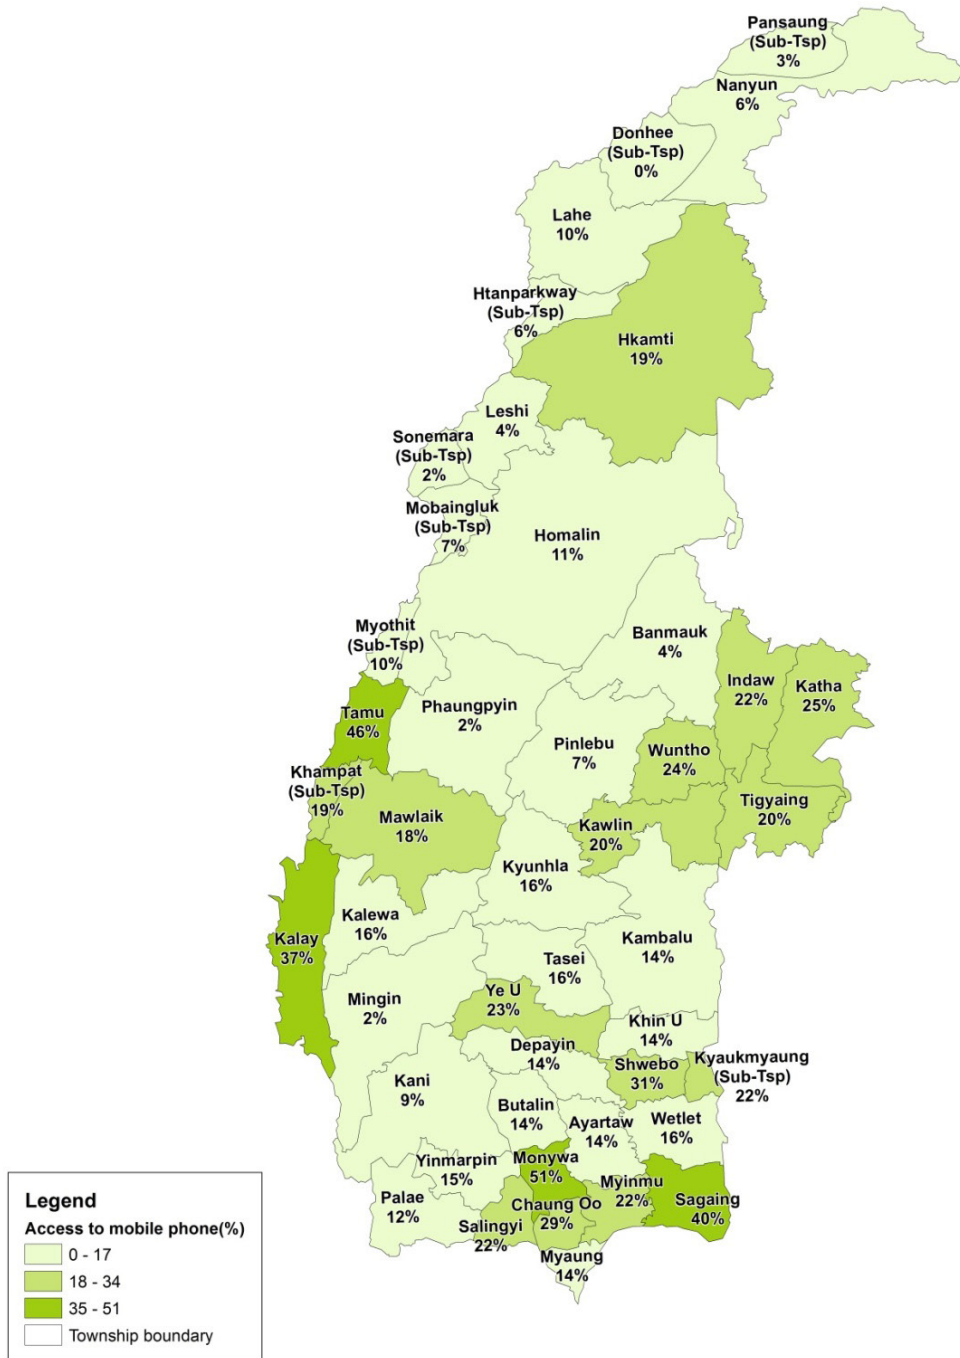 Pansaung
(Sub-Tsp)
3%
Nanyun
6%
Donhee
(Sub-Tsp)
0%
Lahe
10%
Htanparkway
(Sub-Tsp)
6%
Hkamti
19%
Leshi
4%
Sonemara
(Sub-Tsp)
2%
Mobaingluk
(Sub-Tsp)
7%
Homalin
11%
Myothit
(Sub-Tsp)
10%
Banmauk
4%
Indaw
22%
Katha
25%
Tamu
46%
Phaungpyin
2%
Pinlebu
7%
Wuntho
24%
Khampat
(Sub-Tsp)
19%
Mawlaik
18%
Kawlin
20%
Tigyaing
20%
Kyunhla
16%
Kalewa
16%
Kalay
37%
Kambalu
14%
Tasei
16%
Mingin
2%
Ye U
23%
Khin U
14%
Depayin
14%
Shwebo
31%
Kyaukmyaung
(Sub-Tsp)
22%
Kani
9%
Butalin
14%
Ayartaw
14%
Wetlet
16%
Yinmarpin
15%
Monywa
51%
Myinmu
22%
Sagaing
40%
Palae
12%
Chaung Oo
29%
Salingyi
22%
Myaung
14%
Legend
Access to mobile phone(%)
0 - 17
18 - 34
35 - 51
Township boundary